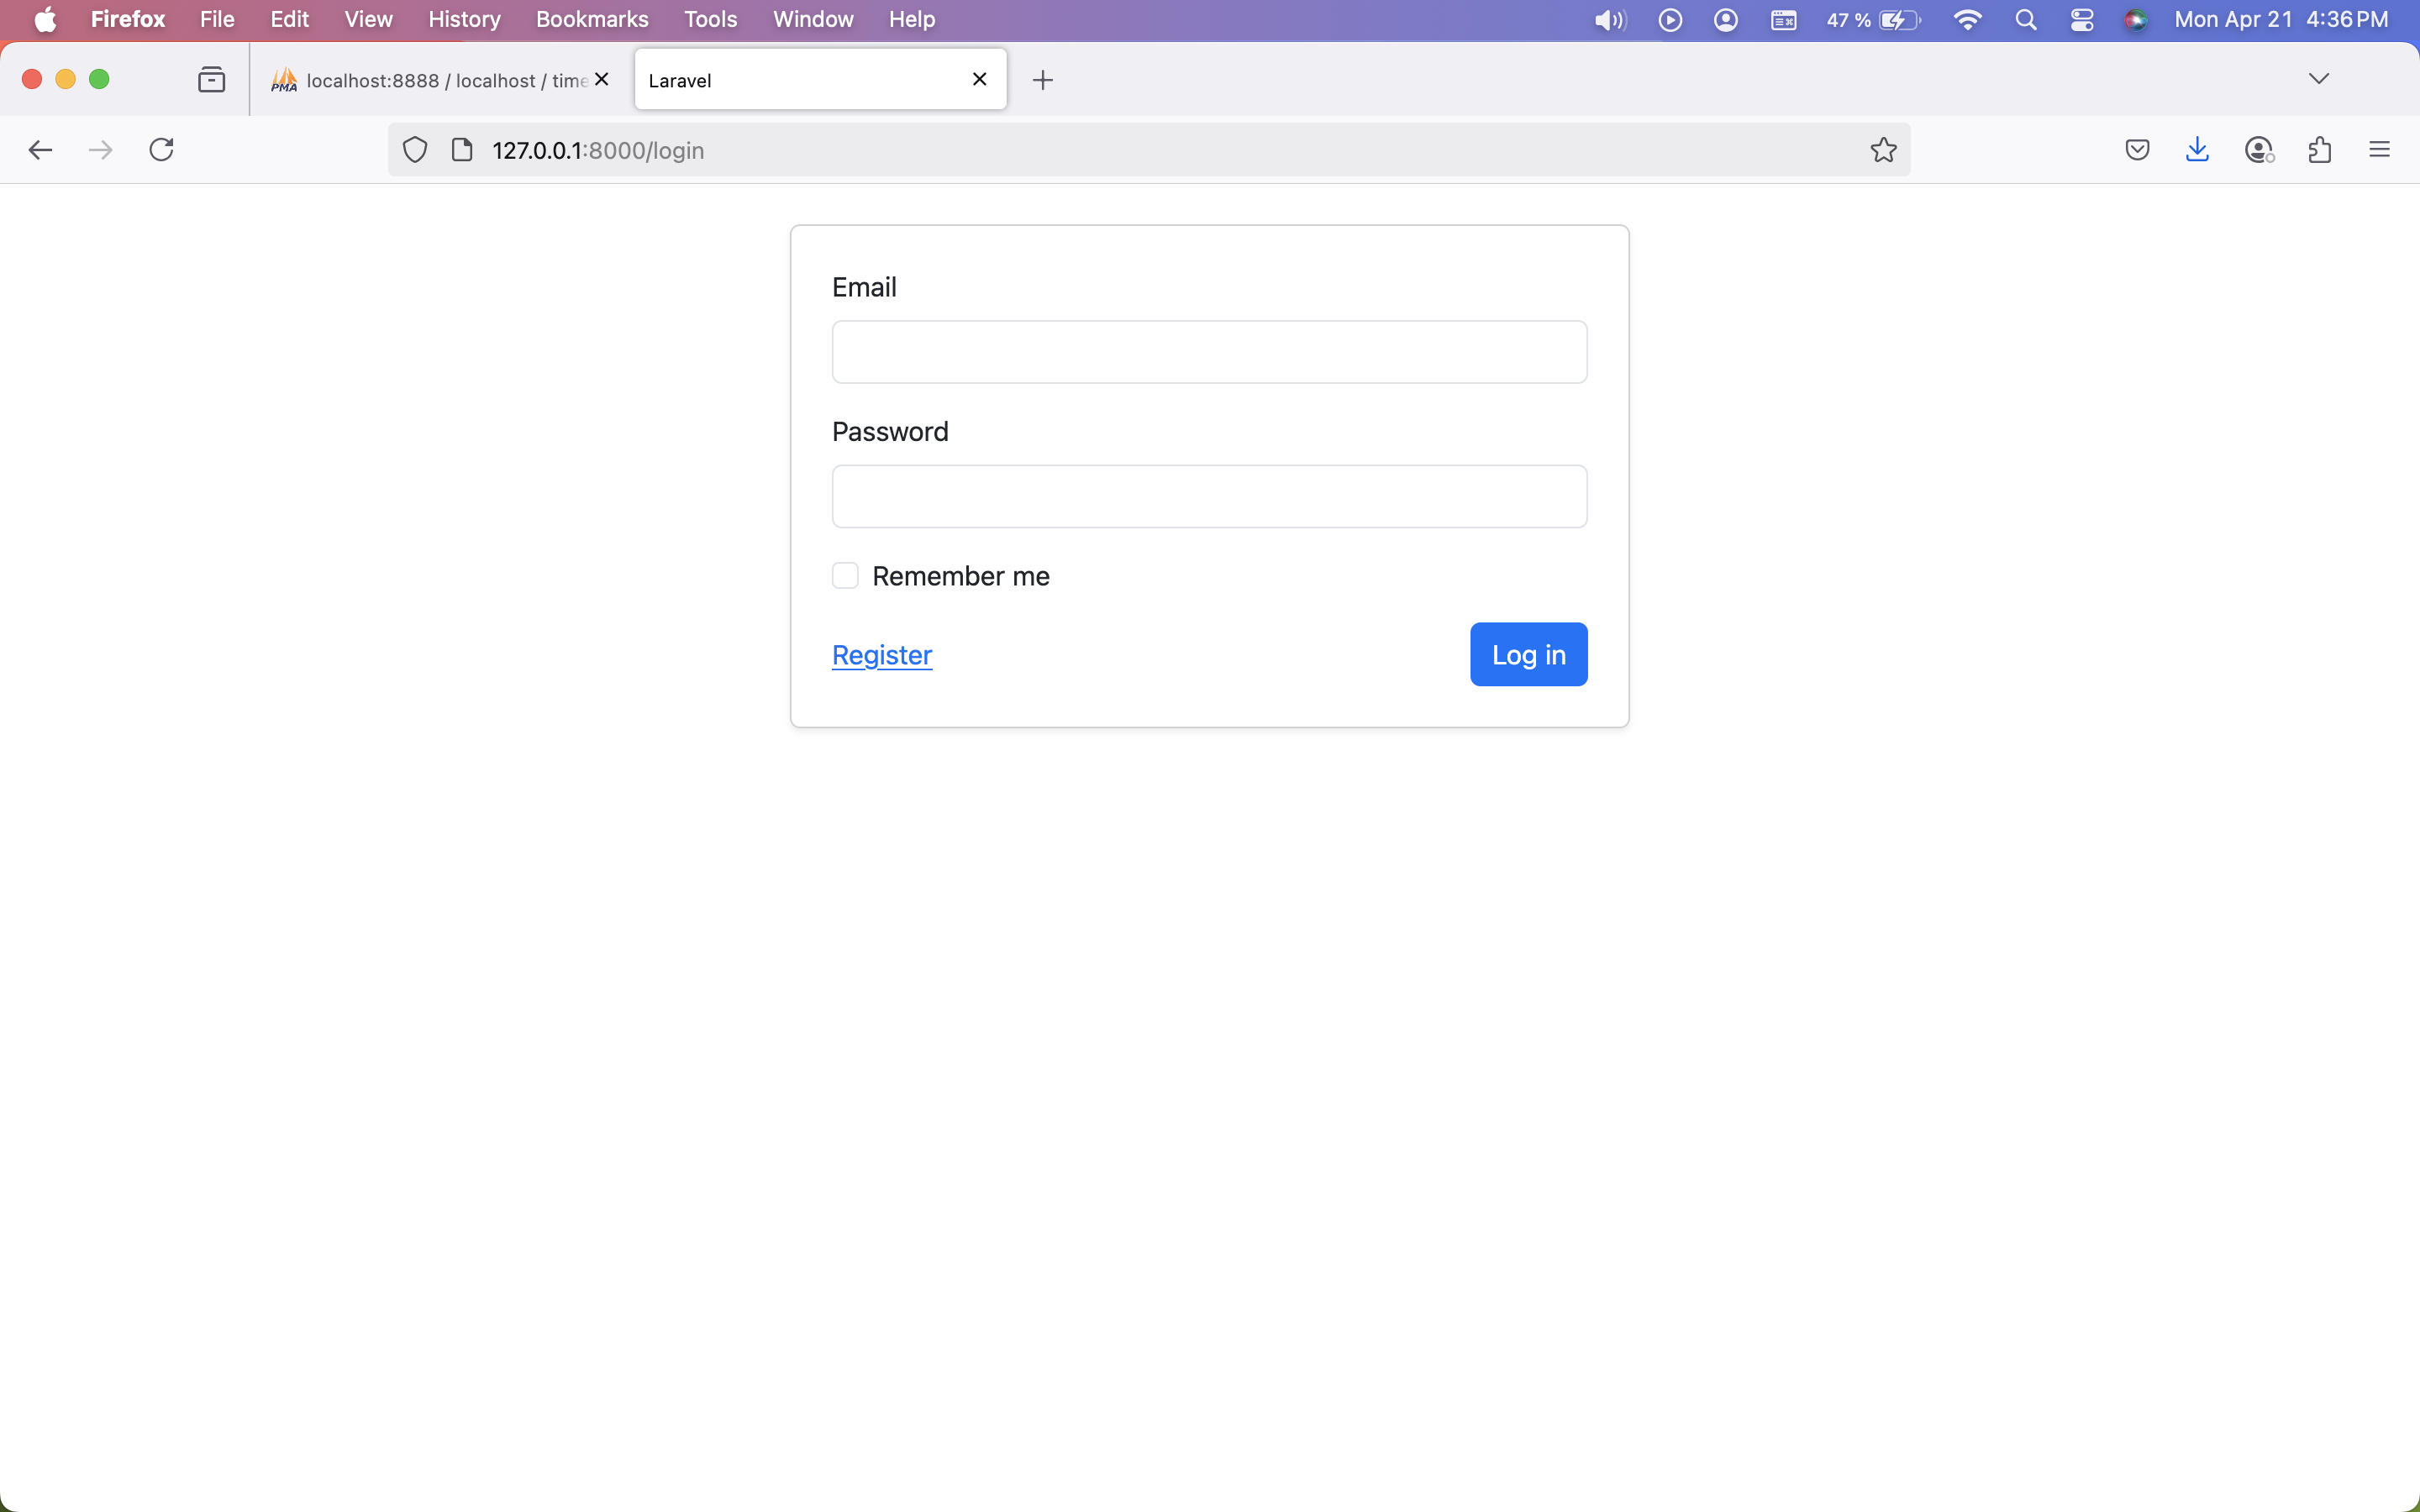 Firefox File Edit View History Bookmarks Tools Window Help 47 % Mon Apr 21 4:36 PM
PMA localhost:8888 / localhost / time Laravel
127.0.0.1:8000/login
Email
Password
Remember me
Register Log in